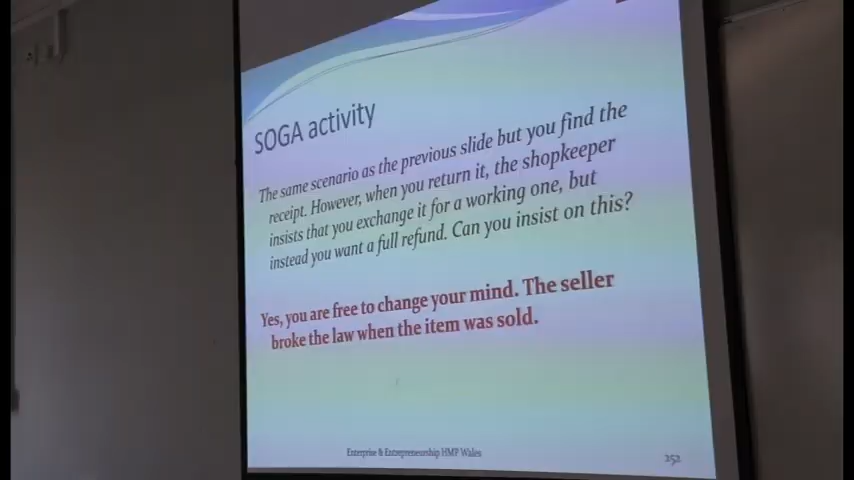 SOGA activity
The same scenario as the previous slide but you find the
receipt. However, when you return it, the shopkeeper
insists that you exchange it for a working one, but
instead you want a full refund. Can you insist on this?
Yes, you are free to change your mind. The seller
broke the law when the item was sold.
Enterprise & Entrepreneurship HMP Wales
252